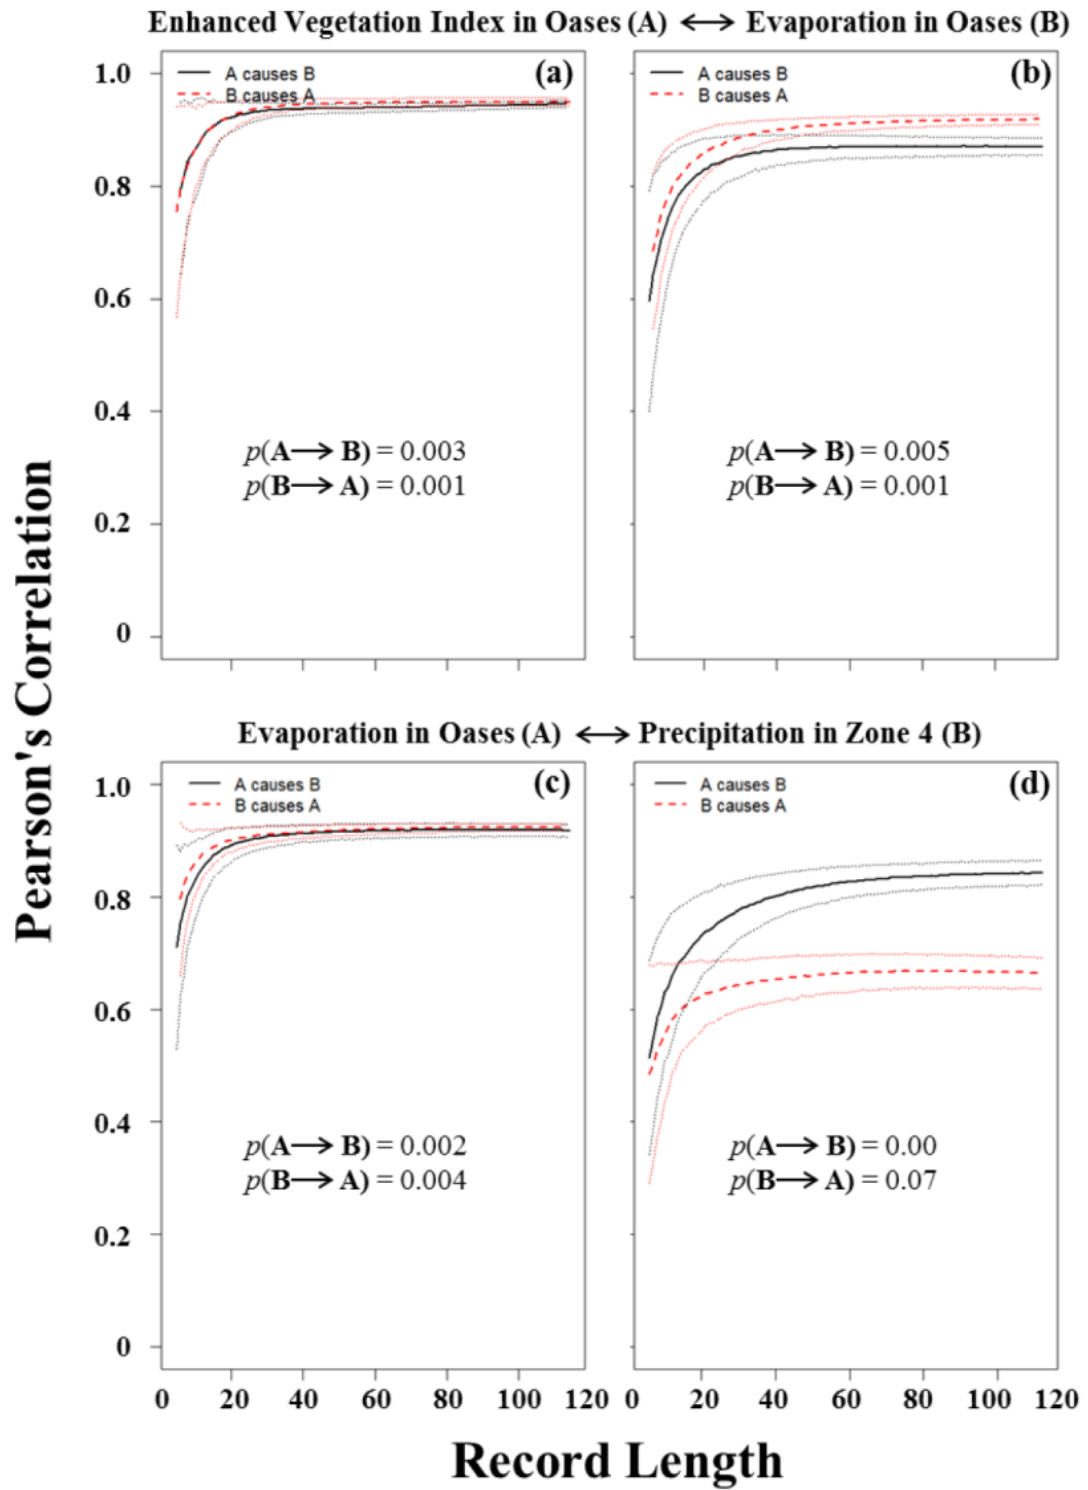 Enhanced Vegetation Index in Oases (A) ⟷ Evaporation in Oases (B)
1.0
A causes B
B causes A
(a)
0.8
0.6
0.4
0.2
0
p(A⟶ B) = 0.003
p(B⟶ A) = 0.001
A causes B
B causes A
(b)
p(A⟶ B) = 0.005
p(B⟶ A) = 0.001
Pearson's Correlation
Evaporation in Oases (A) ⟷ Precipitation in Zone 4 (B)
1.0
A causes B
B causes A
(c)
0.8
0.6
0.4
0.2
0
p(A⟶ B) = 0.002
p(B⟶ A) = 0.004
A causes B
B causes A
(d)
p(A⟶ B) = 0.00
p(B⟶ A) = 0.07
0 20 40 60 80 100 120 0 20 40 60 80 100 120
Record Length